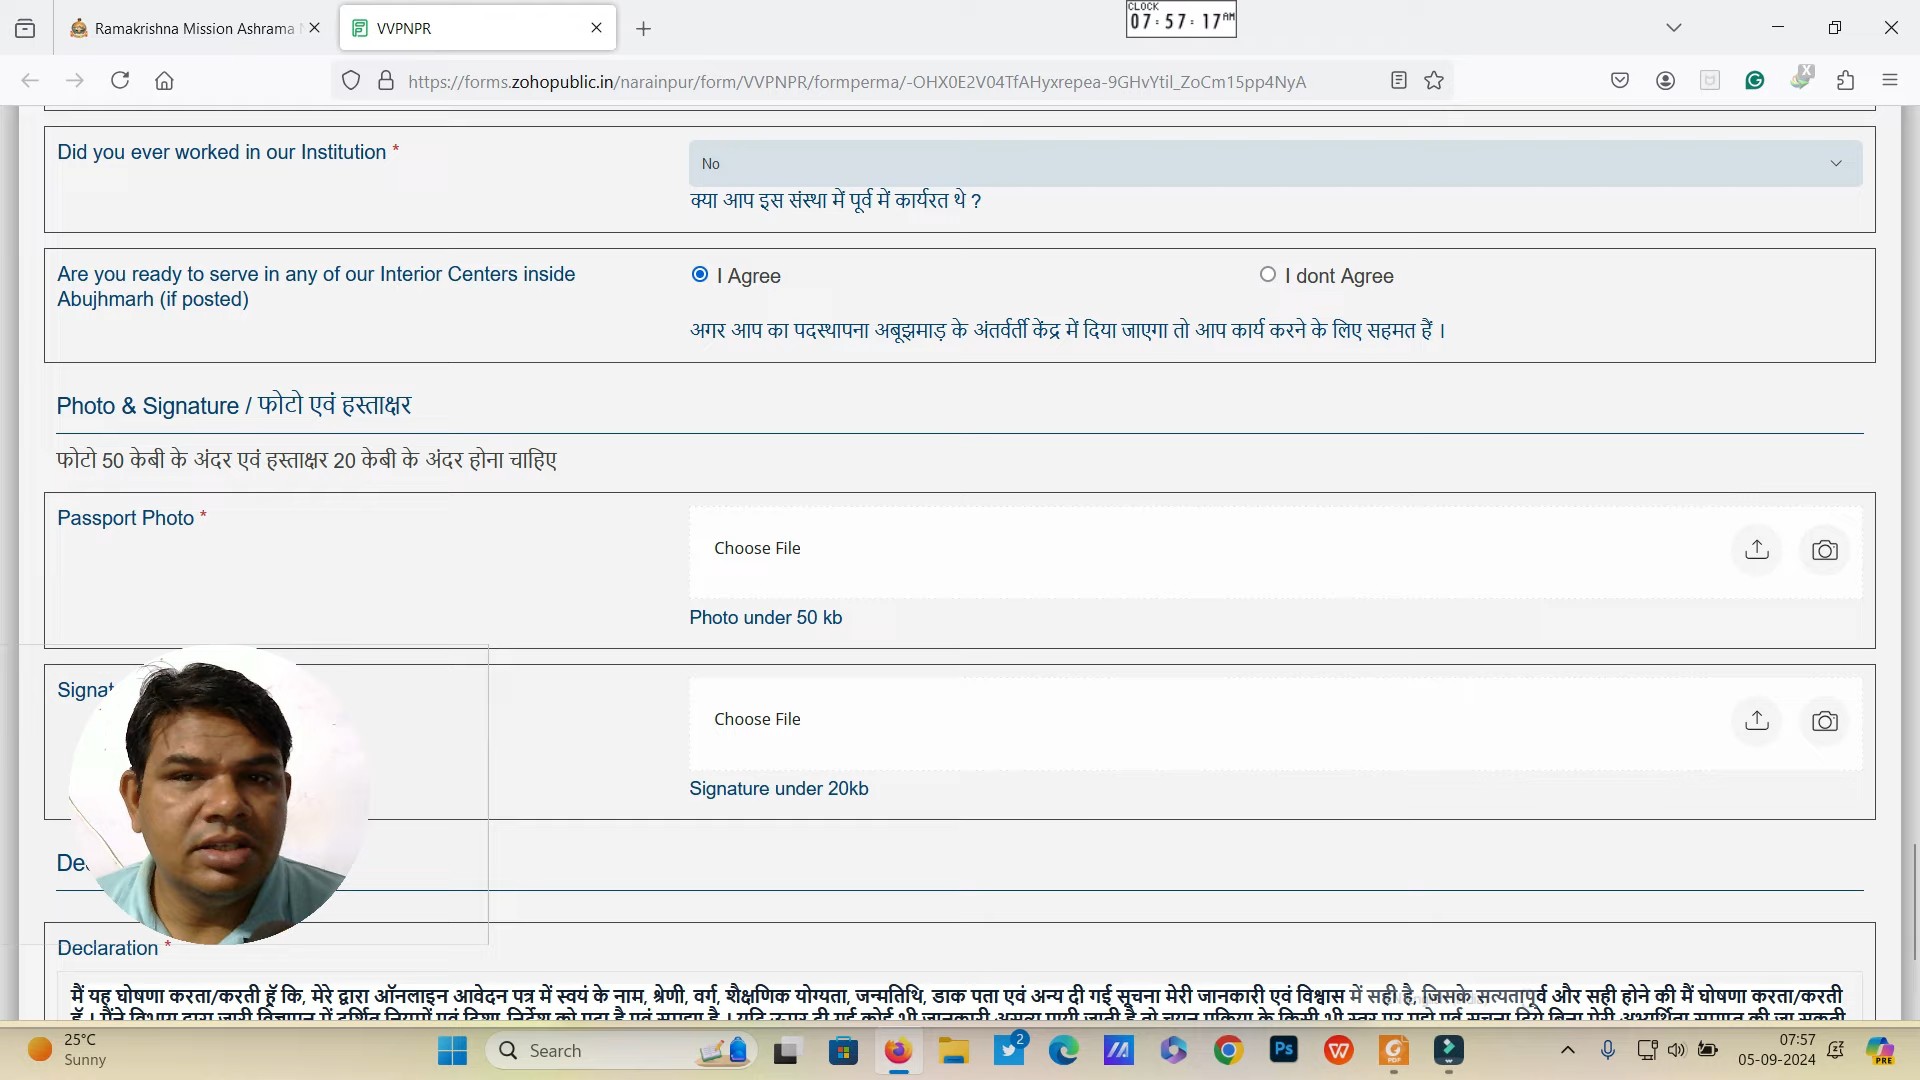 Ramakrishna Mission Ashrama
VVPNPR
CLOCK
07:57:17 AM
https://forms.zohopublic.in/narainpur/form/VVPNPR/formperma/-OHX0E2V04TfAHyxrepea-9GHvYtil_ZoCm15pp4NyA
Did you ever worked in our Institution *
No
क्या आप इस संस्था में पूर्व में कार्यरत थे ?
Are you ready to serve in any of our Interior Centers inside
Abujhmarh (if posted)
I Agree
I dont Agree
अगर आप का पदस्थापना अबूझमाड़ के अंतर्वर्ती केंद्र में दिया जाएगा तो आप कार्य करने के लिए सहमत हैं ।
Photo & Signature / फोटो एवं हस्ताक्षर
फोटो 50 केबी के अंदर एवं हस्ताक्षर 20 केबी के अंदर होना चाहिए
Passport Photo *
Choose File
Photo under 50 kb
Signat
Choose File
Signature under 20kb
Dec
Declaration *
मैं यह घोषणा करता/करती हूॅ कि, मेरे द्वारा ऑनलाइन आवेदन पत्र में स्वयं के नाम, श्रेणी, वर्ग, शैक्षणिक योग्यता, जन्मतिथि, डाक पता एवं अन्य दी गई सूचना मेरी जानकारी एवं विश्वास में सही है, जिसके सत्यतापूर्व और सही होने की मैं घोषणा करता/करती
25°C
Sunny
Search
2
07:57
05-09-2024
PRE